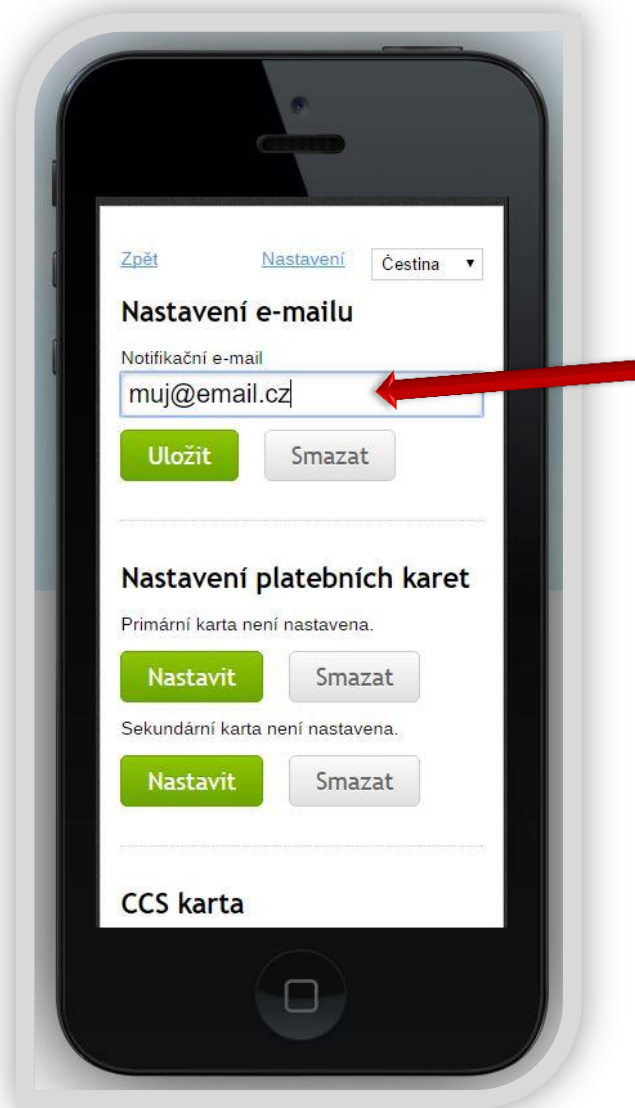 Zpět Nastavení Čestina
Nastavení e-mailu
Notifikační e-mail
muj@email.cz
Uložit Smazat
Nastavení platebních karet
Primární karta není nastavena.
Nastavit Smazat
Sekundární karta není nastavena.
Nastavit Smazat
CCS karta